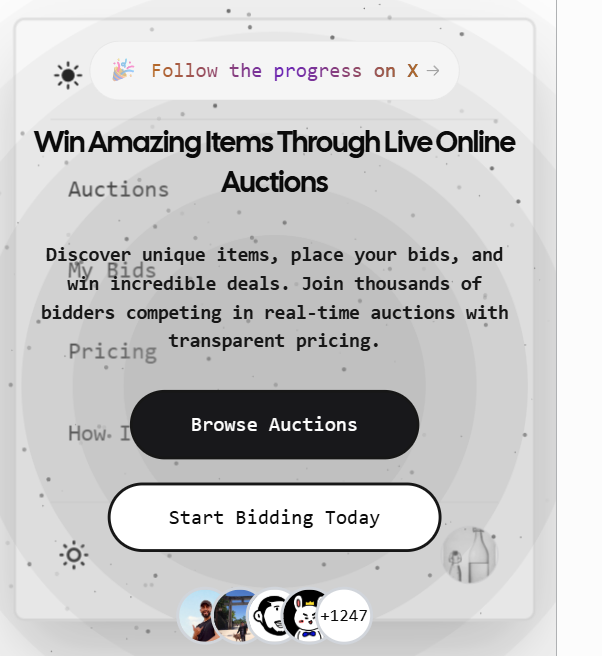 Follow the progress on X →
Win Amazing Items Through Live Online
Auctions
Auctions
Discover unique items, place your bids, and
My Bids
win incredible deals. Join thousands of
bidders competing in real-time auctions with
transparent pricing.
Pricing
Browse Auctions
How
Start Bidding Today
+1247